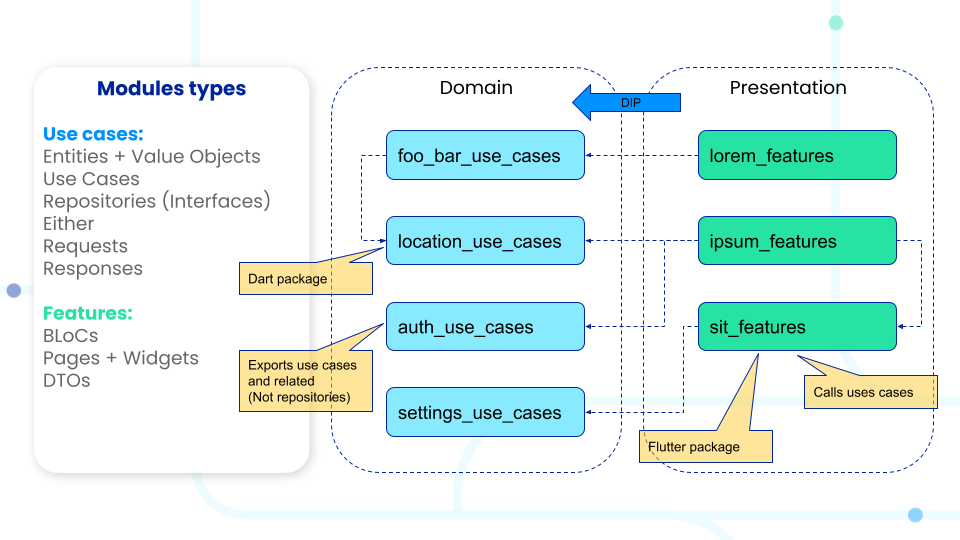 Modules types
Use cases:
Entities + Value Objects
Use Cases
Repositories (Interfaces)
Either
Requests
Responses
Features:
BLoCs
Pages + Widgets
DTOs
Domain
DIP
Presentation
foo_bar_use_cases
lorem_features
location_use_cases
ipsum_features
Dart package
auth_use_cases
sit_features
Exports use cases
and related
(Not repositories)
Calls uses cases
settings_use_cases
Flutter package